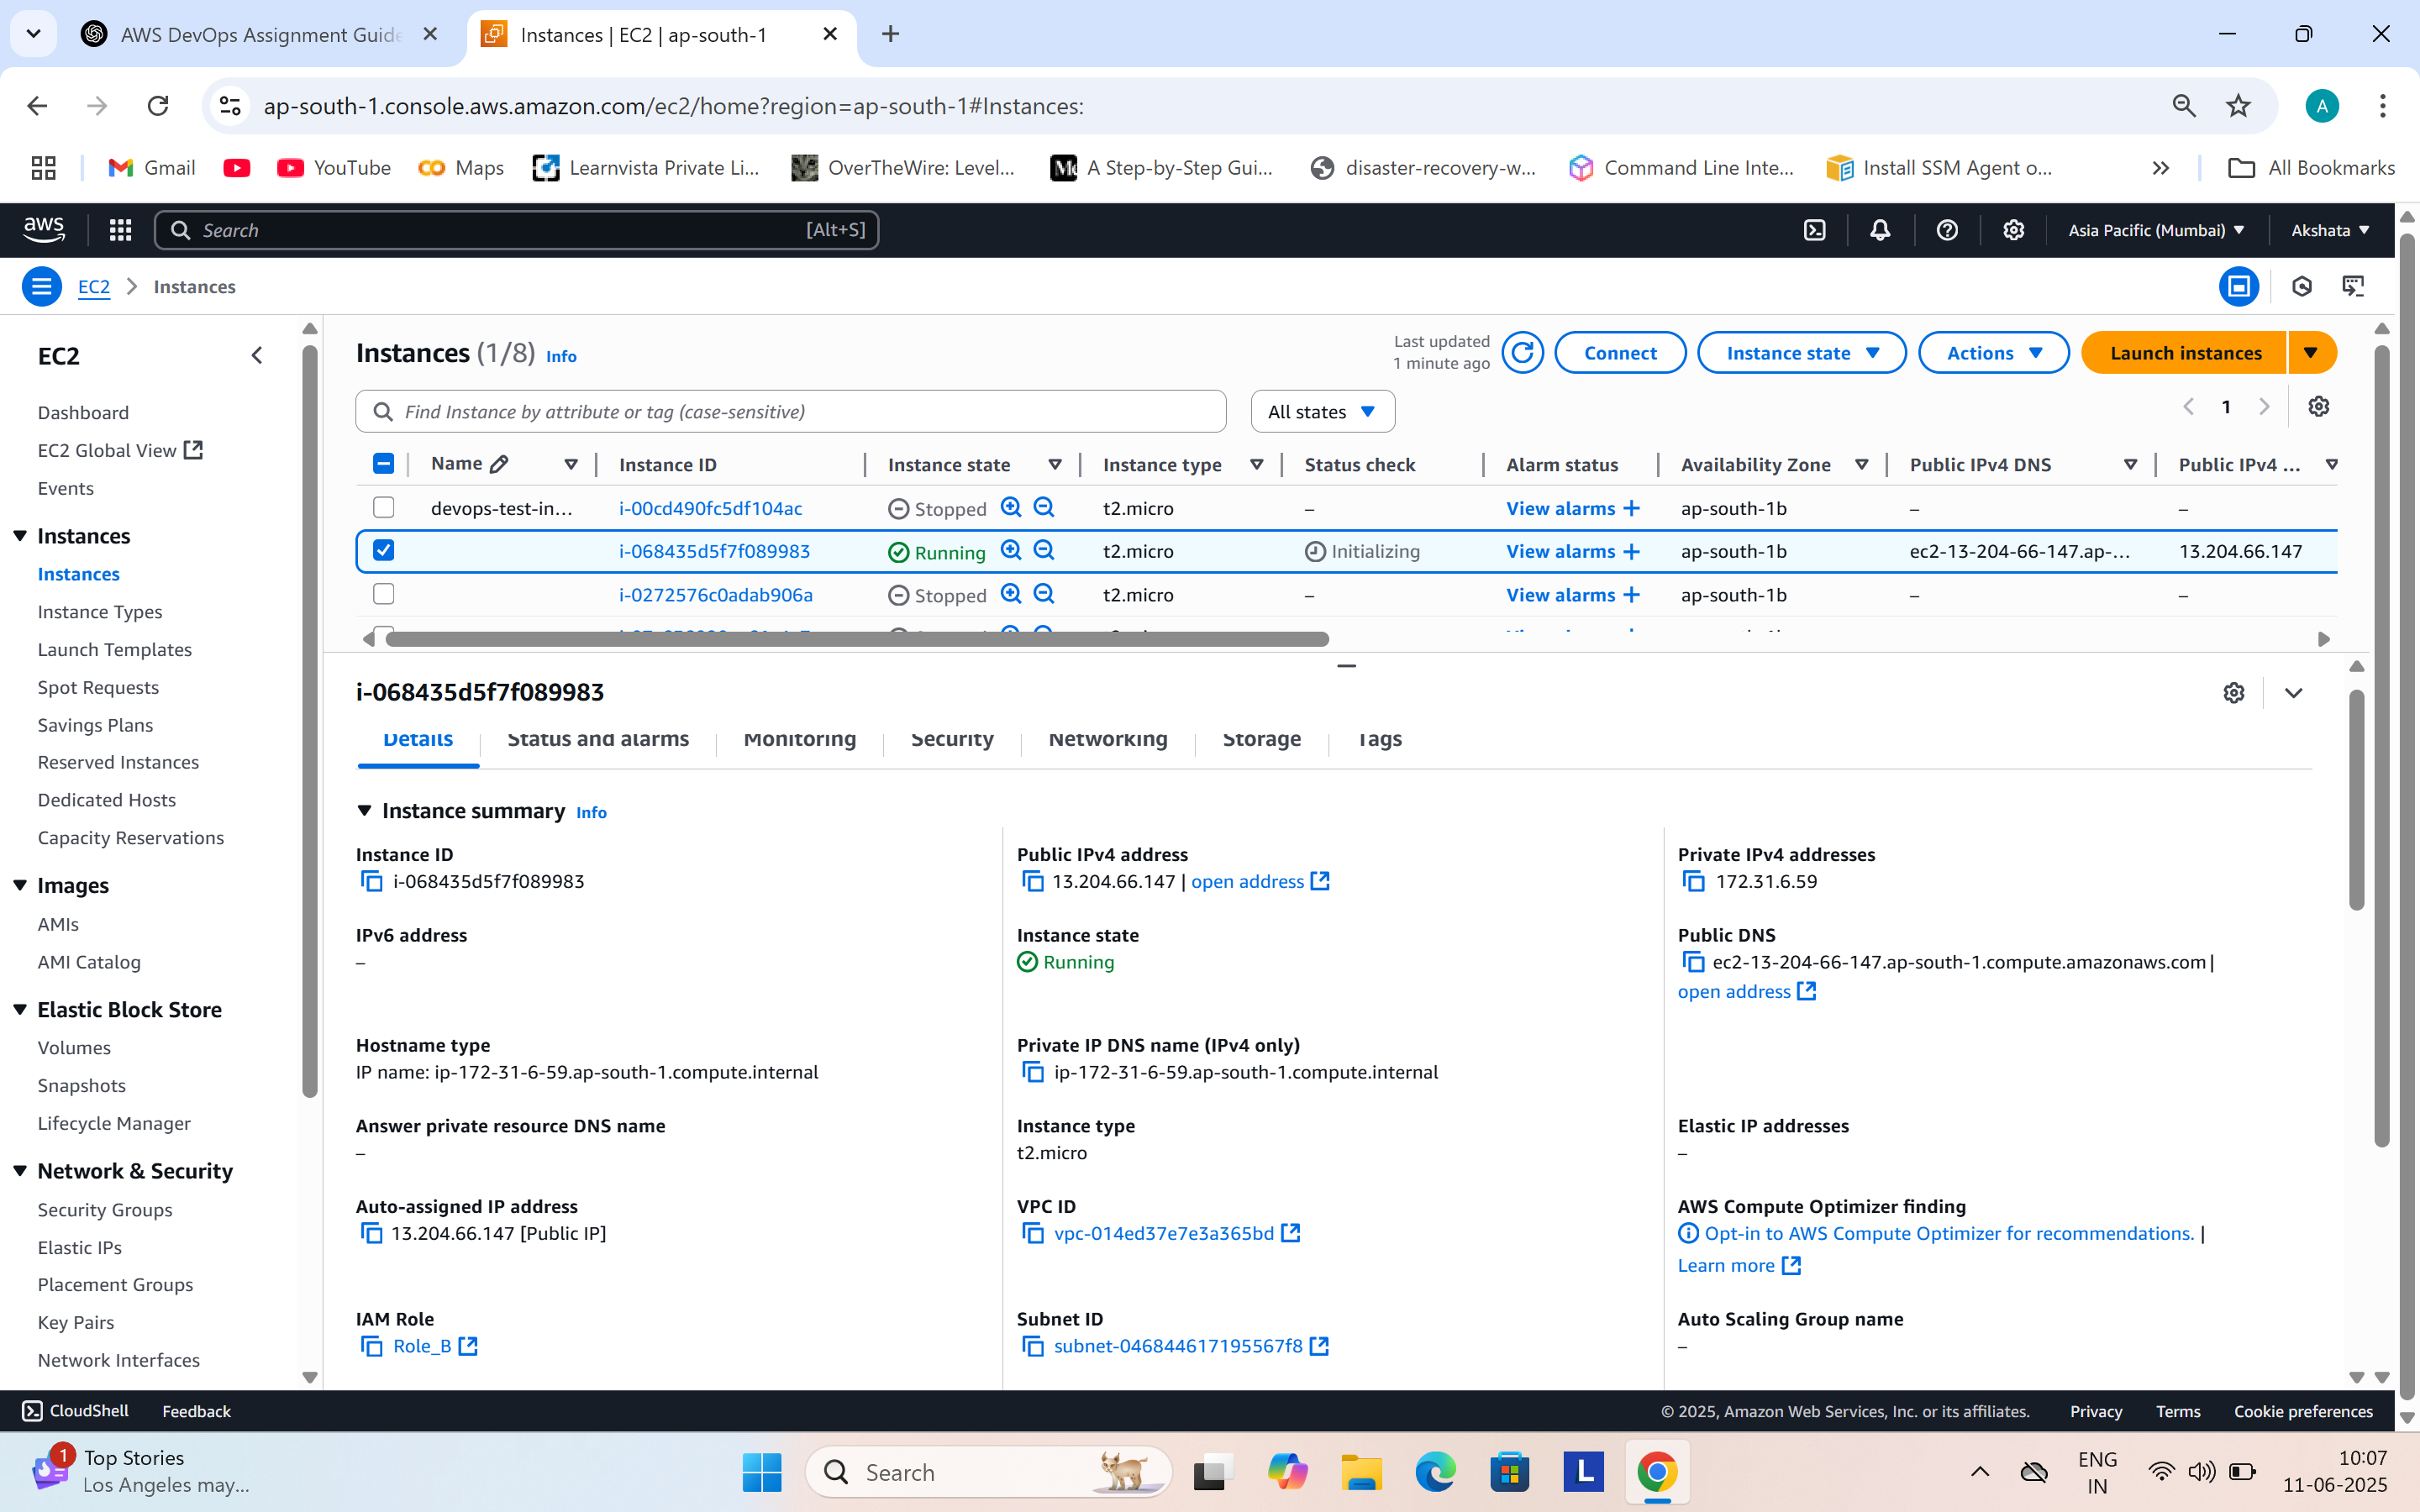 AWS DevOps Assignment Guide
Instances | EC2 | ap-south-1
ap-south-1.console.aws.amazon.com/ec2/home?region=ap-south-1#Instances:
A
Gmail
YouTube
Maps
Learnvista Private Li...
OverTheWire: Level...
A Step-by-Step Gui...
disaster-recovery-w...
Command Line Inte...
Install SSM Agent o...
All Bookmarks
aws
Search
[Alt+S]
Asia Pacific (Mumbai)
Akshata
EC2 > Instances
EC2
Dashboard
EC2 Global View
Events
Instances
Instances
Instance Types
Launch Templates
Spot Requests
Savings Plans
Reserved Instances
Dedicated Hosts
Capacity Reservations
Images
AMIs
AMI Catalog
Elastic Block Store
Volumes
Snapshots
Lifecycle Manager
Network & Security
Security Groups
Elastic IPs
Placement Groups
Key Pairs
Network Interfaces
Instances (1/8) Info
Last updated
1 minute ago
Connect
Instance state
Actions
Launch instances
Find Instance by attribute or tag (case-sensitive)
All states
1
Name Instance ID Instance state Instance type Status check Alarm status Availability Zone Public IPv4 DNS Public IPv4 ...
devops-test-in... i-00cd490fc5df104ac Stopped t2.micro – View alarms + ap-south-1b – –
i-068435d5f7f089983 Running t2.micro Initializing View alarms + ap-south-1b ec2-13-204-66-147.ap-... 13.204.66.147
i-0272576c0adab906a Stopped t2.micro – View alarms + ap-south-1b – –
i-068435d5f7f089983
Details Status and alarms Monitoring Security Networking Storage Tags
Instance summary Info
Instance ID
i-068435d5f7f089983
Public IPv4 address
13.204.66.147 | open address
Private IPv4 addresses
172.31.6.59
IPv6 address
–
Instance state
Running
Public DNS
ec2-13-204-66-147.ap-south-1.compute.amazonaws.com |
open address
Hostname type
IP name: ip-172-31-6-59.ap-south-1.compute.internal
Private IP DNS name (IPv4 only)
ip-172-31-6-59.ap-south-1.compute.internal
Answer private resource DNS name
–
Instance type
t2.micro
Elastic IP addresses
–
Auto-assigned IP address
13.204.66.147 [Public IP]
VPC ID
vpc-014ed37e7e3a365bd
AWS Compute Optimizer finding
Opt-in to AWS Compute Optimizer for recommendations. |
Learn more
IAM Role
Role_B
Subnet ID
subnet-046844617195567f8
Auto Scaling Group name
–
CloudShell
Feedback
© 2025, Amazon Web Services, Inc. or its affiliates.
Privacy
Terms
Cookie preferences
1
Top Stories
Los Angeles may...
Search
L
ENG
IN
10:07
11-06-2025